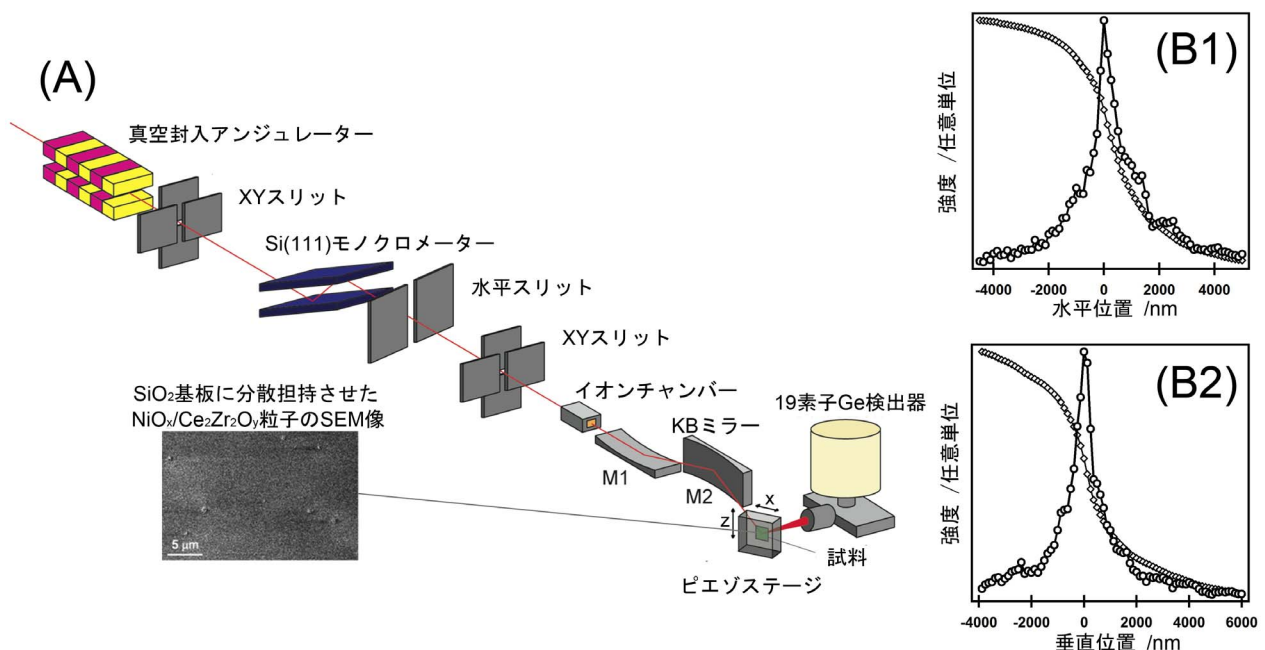 (A)
真空封入アンジュレーター
XYスリット
Si(111)モノクロメーター
水平スリット
XYスリット
イオンチャンバー
KBミラー
M1
M2
19素子Ge検出器
x
z
試料
ピエゾステージ
SiO₂基板に分散担持させた
NiOₓ/Ce₂Zr₂Oᵧ粒子のSEM像
5 μm
(B1)
強度 /任意単位
-4000 -2000 0 2000 4000
水平位置 /nm
(B2)
強度 /任意単位
-4000 -2000 0 2000 4000 6000
垂直位置 /nm